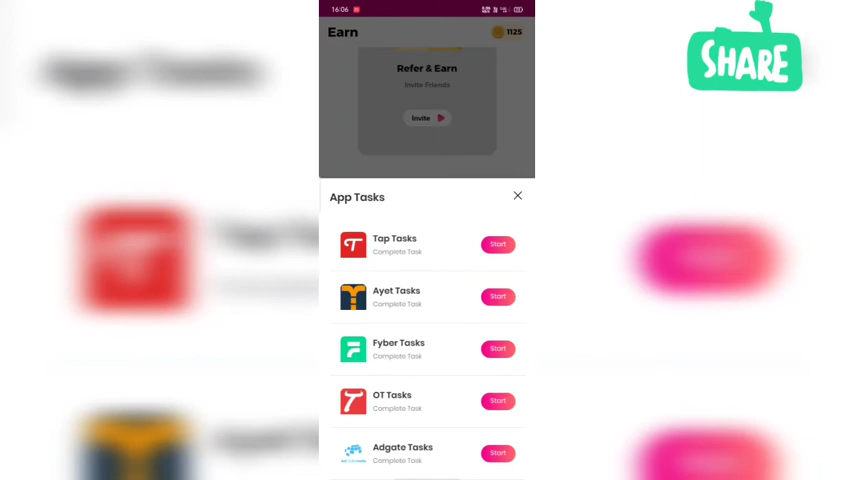 16:06
Earn
1125
Refer & Earn
Invite Friends
Invite
App Tasks
Tap Tasks
Complete Task
Start
Ayet Tasks
Complete Task
Start
Fyber Tasks
Complete Task
Start
OT Tasks
Complete Task
Start
Adgate Tasks
Complete Task
Start
SHARE